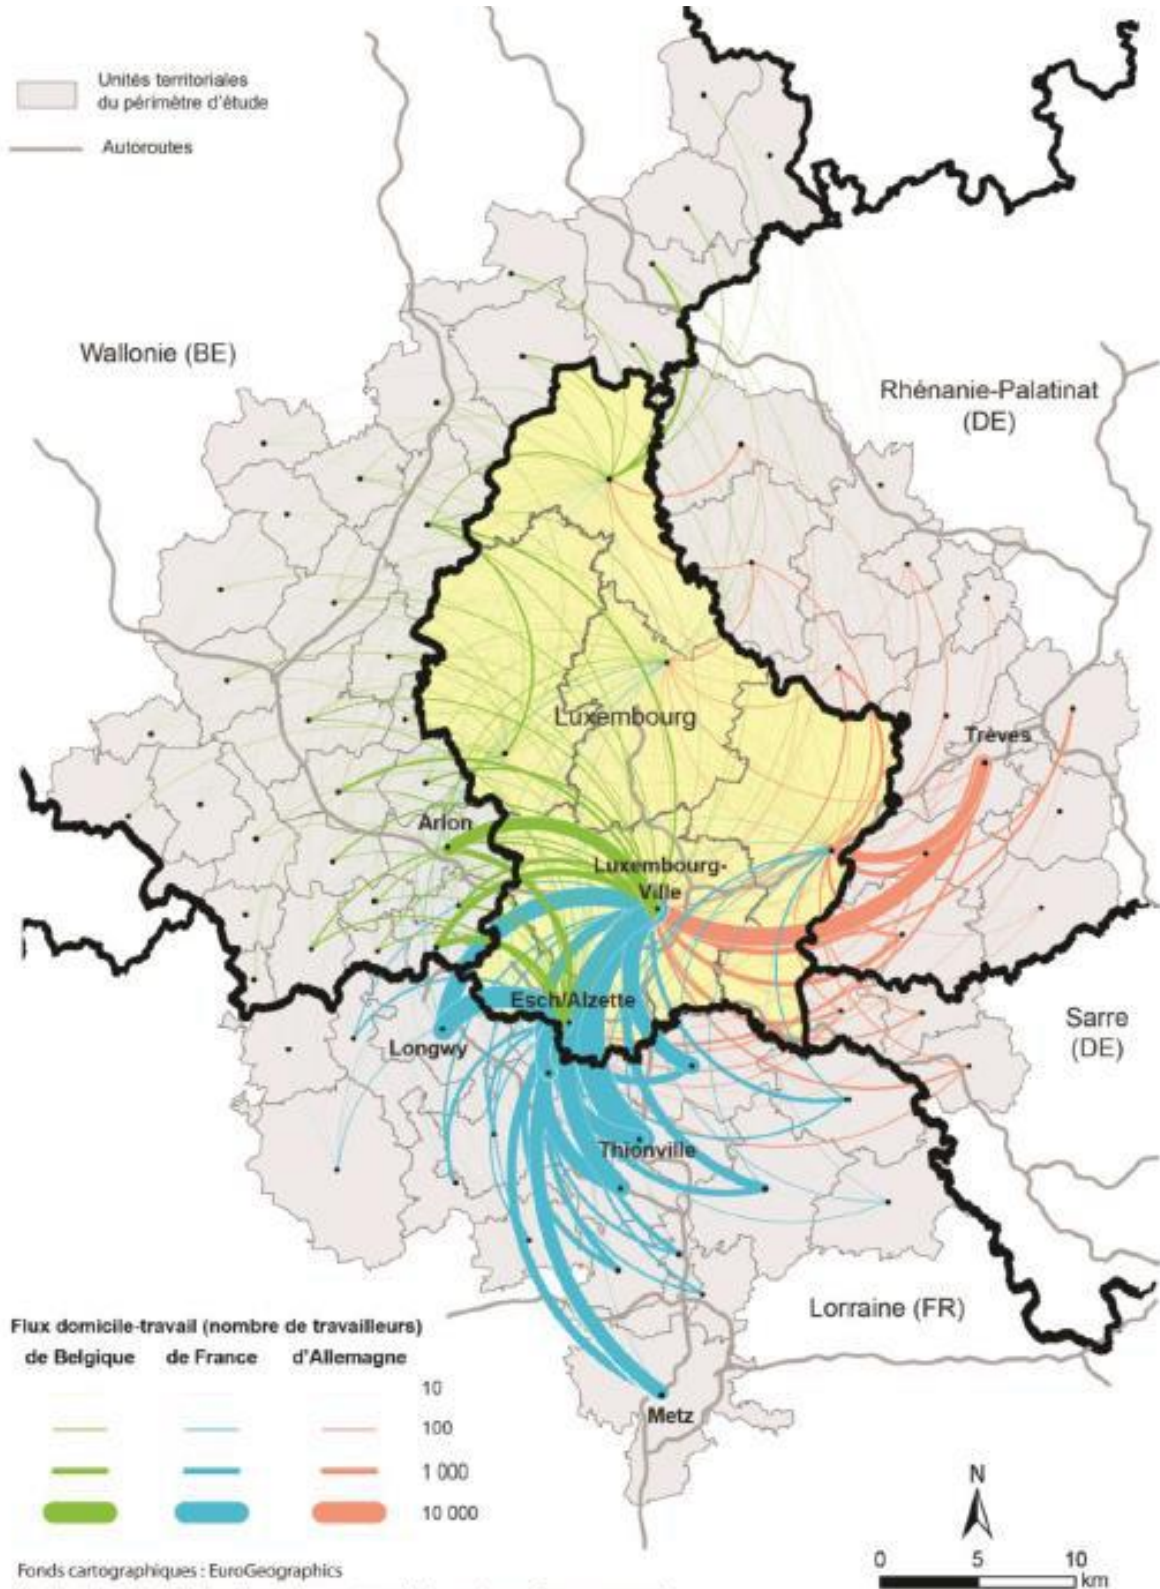 Unités territoriales
du périmètre d'étude
Autoroutes
Wallonie (BE)
Rhénanie-Palatinat
(DE)
Luxembourg
Trèves
Arlon
Luxembourg-
Ville
Esch/Alzette
Longwy
Sarre
(DE)
Thionville
Lorraine (FR)
Flux domicile-travail (nombre de travailleurs)
de Belgique de France d'Allemagne
10
100
1 000
10 000
Metz
N
0 5 10
km
Fonds cartographiques : EuroGeographics